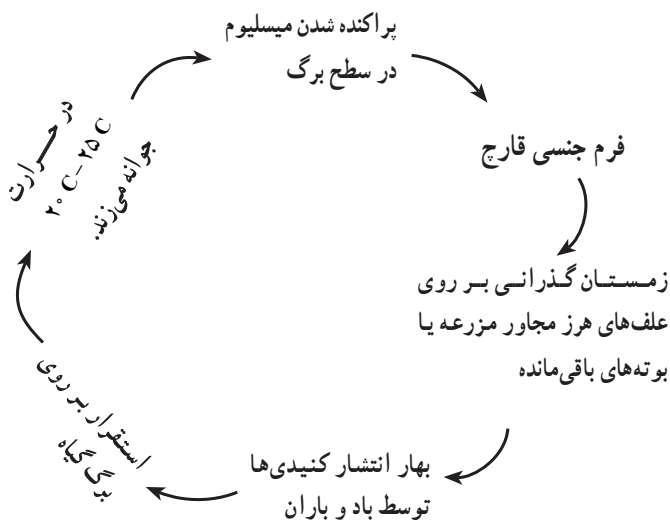 پراکنده شدن میسلیوم
در سطح برگ
فرم جنسی قارچ
زمستان گذرانی بر روی
علف‌های هرز مجاور مزرعه یا
بوته‌های باقی‌مانده
بهار انتشار کنیدی‌ها
توسط باد و باران
استقرار بر روی
برگ گیاه
در حرارت
۲۰ C – ۲۵ C
جوانه می‌زند.